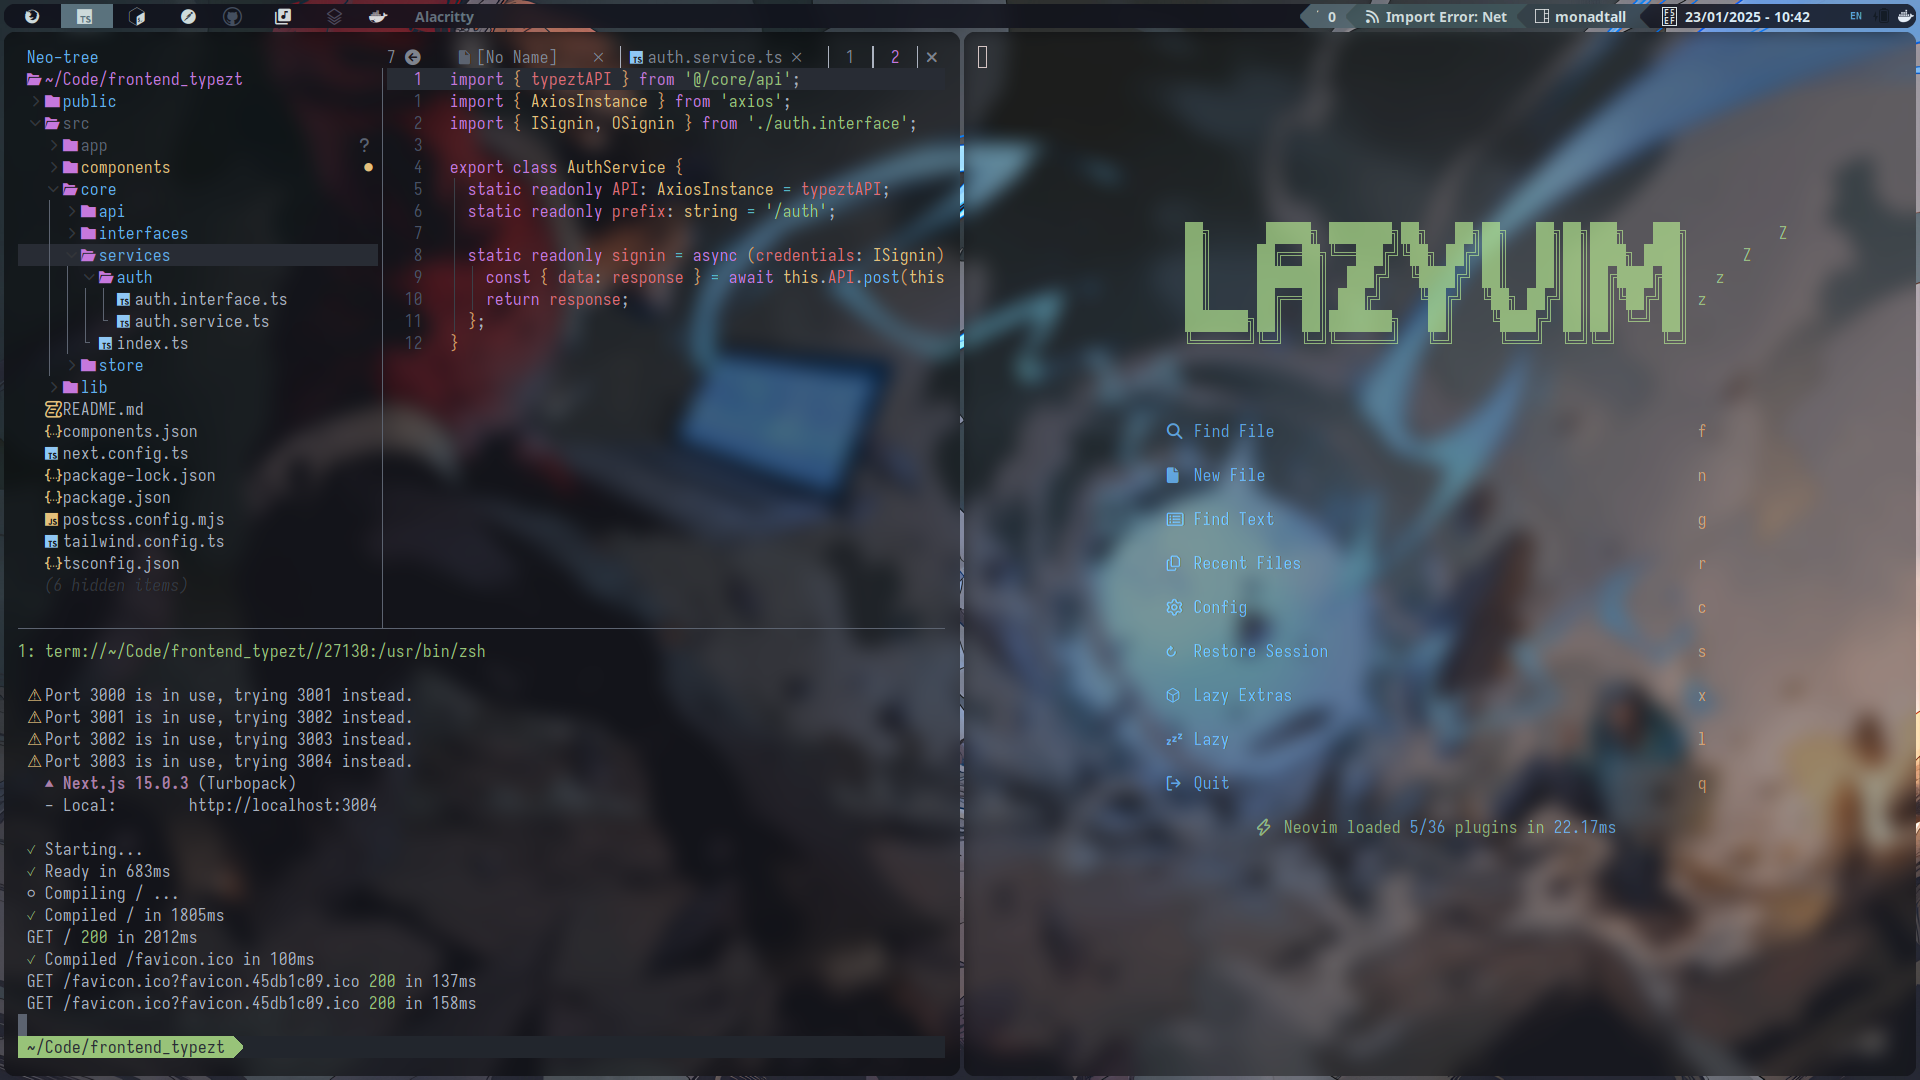 Alacritty
0
Import Error: Net
monadtall
23/01/2025 - 10:42
EN
Neo-tree
~/Code/frontend_typezt
public
src
app ?
components
core
api
interfaces
services
auth
auth.interface.ts
auth.service.ts
index.ts
store
lib
README.md
components.json
next.config.ts
package-lock.json
package.json
postcss.config.mjs
tailwind.config.ts
tsconfig.json
(6 hidden items)
7 [No Name] × auth.service.ts × 1 2 ×
1 import { typeztAPI } from '@/core/api';
1 import { AxiosInstance } from 'axios';
2 import { ISignin, OSignin } from './auth.interface';
3
4 export class AuthService {
5 static readonly API: AxiosInstance = typeztAPI;
6 static readonly prefix: string = '/auth';
7
8 static readonly signin = async (credentials: ISignin)
9 const { data: response } = await this.API.post(this
10 return response;
11 };
12 }
1: term://~/Code/frontend_typezt//27130:/usr/bin/zsh
⚠ Port 3000 is in use, trying 3001 instead.
⚠ Port 3001 is in use, trying 3002 instead.
⚠ Port 3002 is in use, trying 3003 instead.
⚠ Port 3003 is in use, trying 3004 instead.
▲ Next.js 15.0.3 (Turbopack)
- Local: http://localhost:3004
✓ Starting...
✓ Ready in 683ms
○ Compiling / ...
✓ Compiled / in 1805ms
GET / 200 in 2012ms
✓ Compiled /favicon.ico in 100ms
GET /favicon.ico?favicon.45db1c09.ico 200 in 137ms
GET /favicon.ico?favicon.45db1c09.ico 200 in 158ms
~/Code/frontend_typezt
LAZYVIM
Z
Z
z
z
Find File f
New File n
Find Text g
Recent Files r
Config c
Restore Session s
Lazy Extras x
Lazy l
Quit q
Neovim loaded 5/36 plugins in 22.17ms